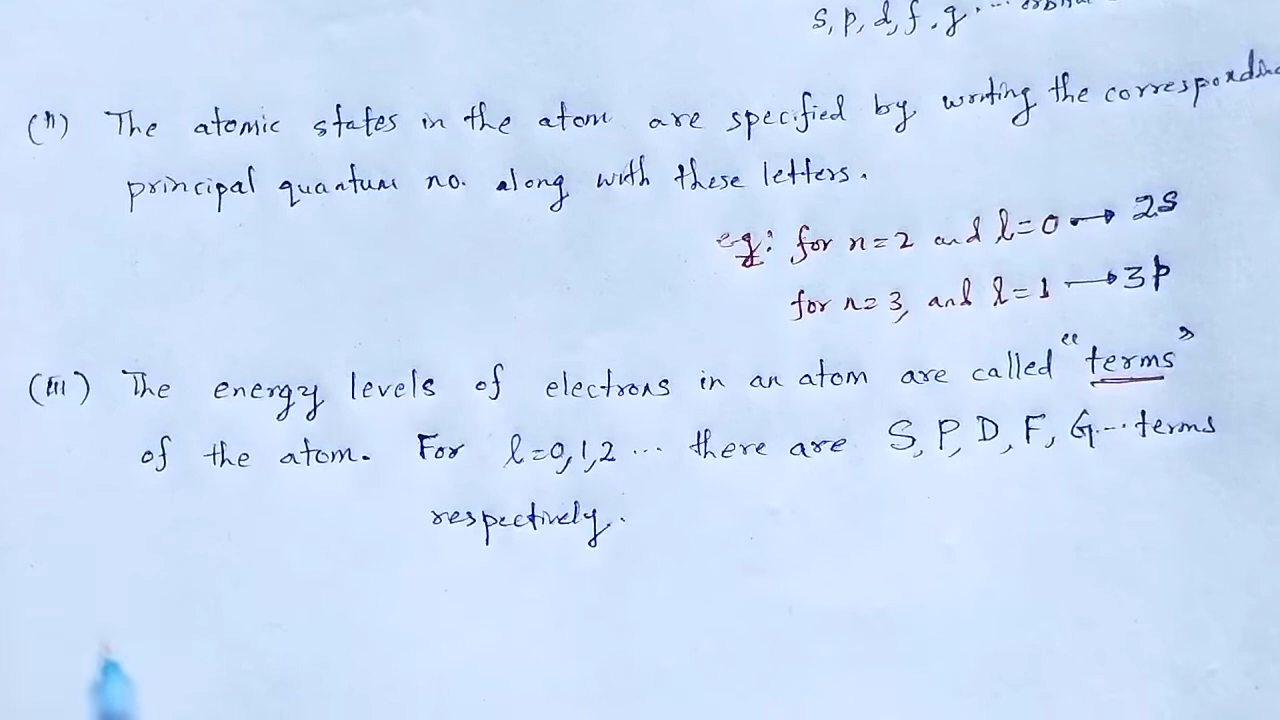 s, p, d, f, g ...
(II) The atomic states in the atom are specified by writing the
principal quantum no. along with these letters.
eg: for n=2 and l=0 → 2S
for n=3, and l=1 → 3p
(III) The energy levels of electrons in an atom are called "terms"
of the atom. For l=0,1,2 ... there are S, P, D, F, G... terms
respectively.